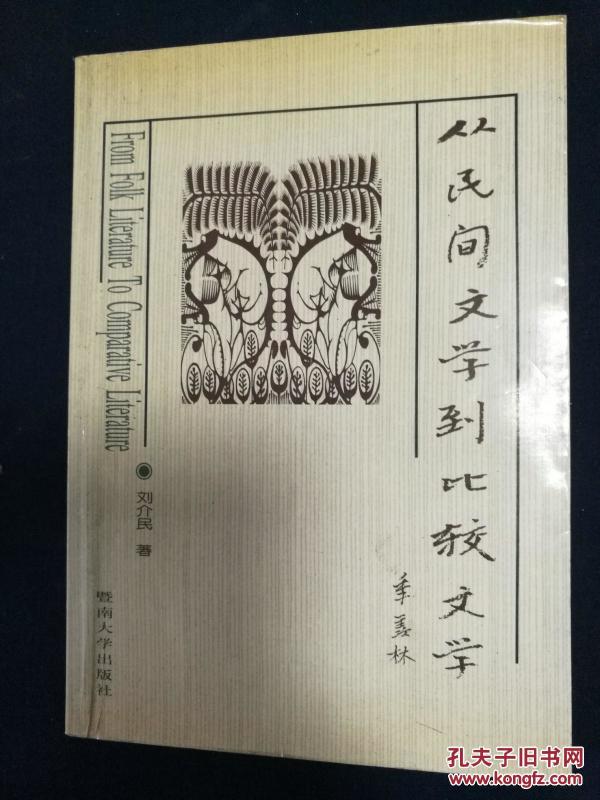 从民间文学到比较文学
季羡林
From Folk Literature To Comparative Literature
刘介民 著
暨南大学出版社
孔夫子旧书网
www.kongfz.com